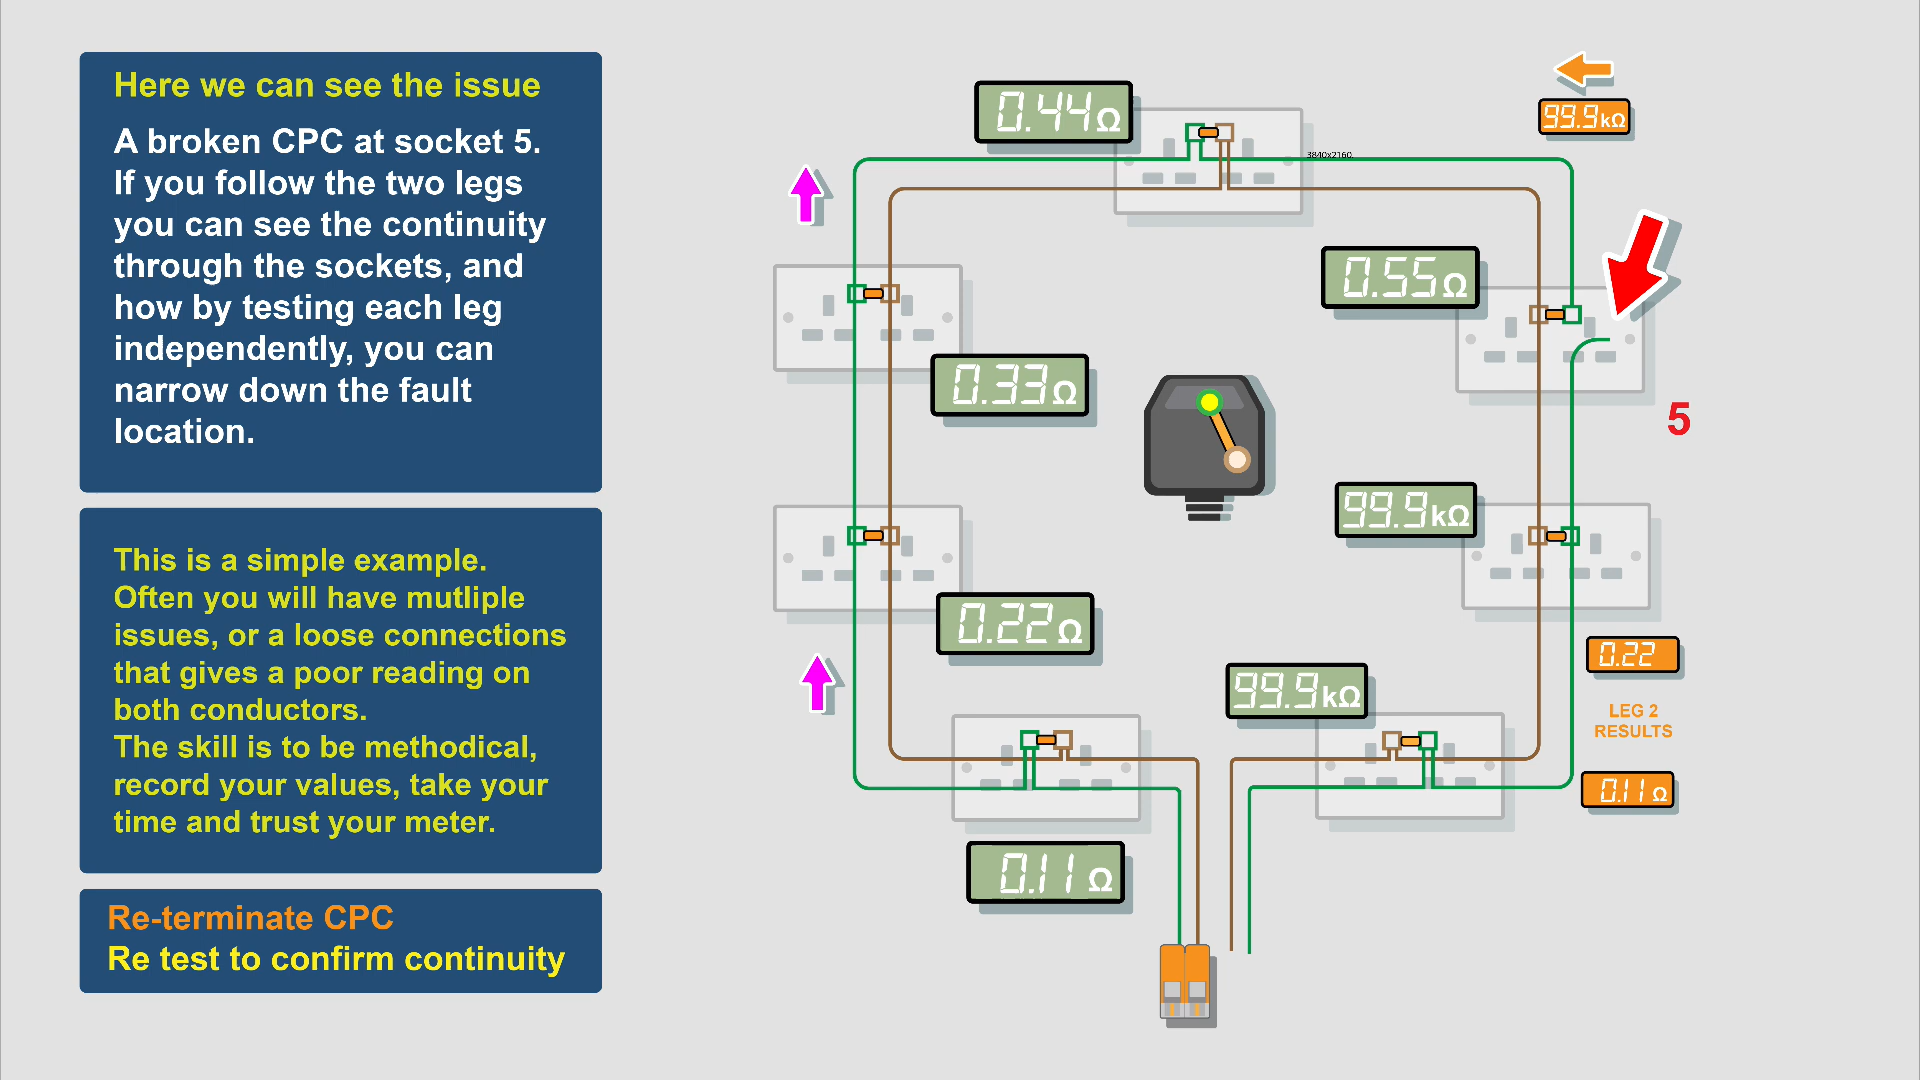 Here we can see the issue
A broken CPC at socket 5.
If you follow the two legs
you can see the continuity
through the sockets, and
how by testing each leg
independently, you can
narrow down the fault
location.
This is a simple example.
Often you will have mutliple
issues, or a loose connections
that gives a poor reading on
both conductors.
The skill is to be methodical,
record your values, take your
time and trust your meter.
Re-terminate CPC
Re test to confirm continuity
0.44Ω
99.9kΩ
3840x2160.
0.55Ω
0.33Ω
5
99.9kΩ
0.22Ω
0.22
99.9kΩ
LEG 2
RESULTS
0.11 Ω
0.11 Ω